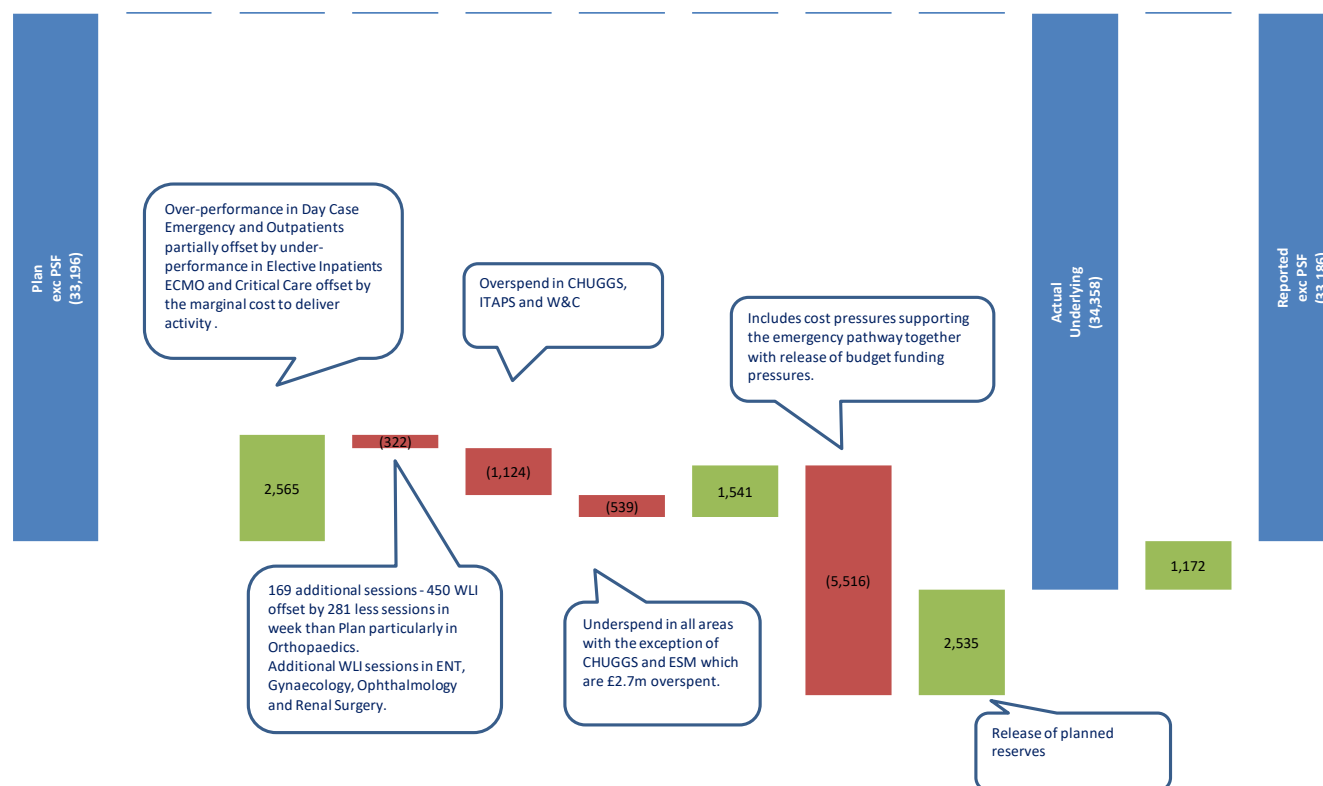 Plan
exc PSF
(33,196)
Over-performance in Day Case
Emergency and Outpatients
partially offset by under-
performance in Elective Inpatients
ECMO and Critical Care offset by
the marginal cost to deliver
activity .
Overspend in CHUGGS,
ITAPS and W&C
Includes cost pressures supporting
the emergency pathway together
with release of budget funding
pressures.
Actual
Underlying
(34,358)
Reported
exc PSF
(33,186)
2,565
(322)
(1,124)
(539)
1,541
(5,516)
2,535
1,172
169 additional sessions - 450 WLI
offset by 281 less sessions in
week than Plan particularly in
Orthopaedics.
Additional WLI sessions in ENT,
Gynaecology, Ophthalmology
and Renal Surgery.
Underspend in all areas
with the exception of
CHUGGS and ESM which
are £2.7m overspent.
Release of planned
reserves